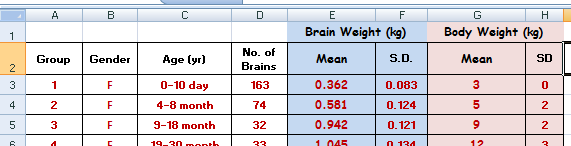 A B C D E F G H
1 Brain Weight (kg) Body Weight (kg)
2 Group Gender Age (yr) No. of Brains Mean S.D. Mean SD
3 1 F 0-10 day 163 0.362 0.083 3 0
4 2 F 4-8 month 74 0.581 0.124 5 2
5 3 F 9-18 month 32 0.942 0.121 9 2
6 4 F 19-30 month 33 1.045 0.134 12 3